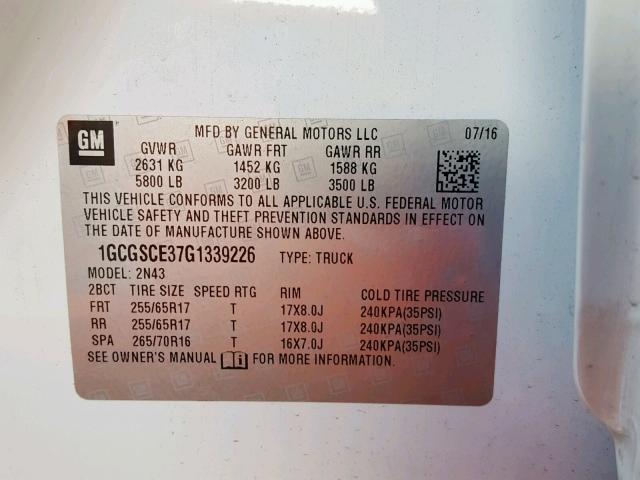 GM MFD BY GENERAL MOTORS LLC 07/16
GVWR GAWR FRT GAWR RR
2631 KG 1452 KG 1588 KG
5800 LB 3200 LB 3500 LB
THIS VEHICLE CONFORMS TO ALL APPLICABLE U.S. FEDERAL MOTOR
VEHICLE SAFETY AND THEFT PREVENTION STANDARDS IN EFFECT ON
THE DATE OF MANUFACTURE SHOWN ABOVE.
1GCGSCE37G1339226 TYPE: TRUCK
MODEL: 2N43
2BCT TIRE SIZE SPEED RTG RIM COLD TIRE PRESSURE
FRT 255/65R17 T 17X8.0J 240KPA(35PSI)
RR 255/65R17 T 17X8.0J 240KPA(35PSI)
SPA 265/70R16 T 16X7.0J 240KPA(35PSI)
SEE OWNER'S MANUAL FOR MORE INFORMATION.